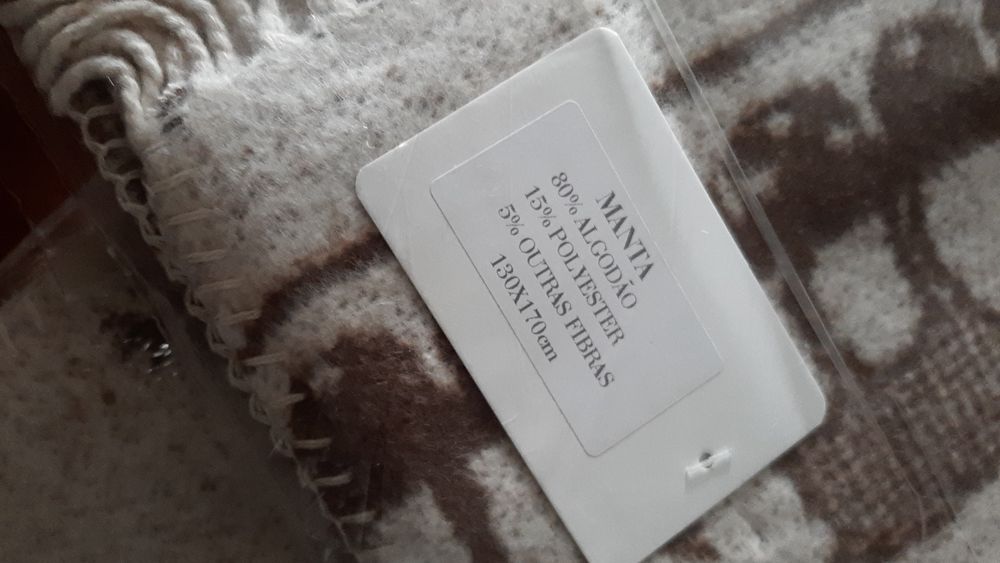 MANTA
80% ALGODÃO
15% POLYESTER
5% OUTRAS FIBRAS
130X170cm